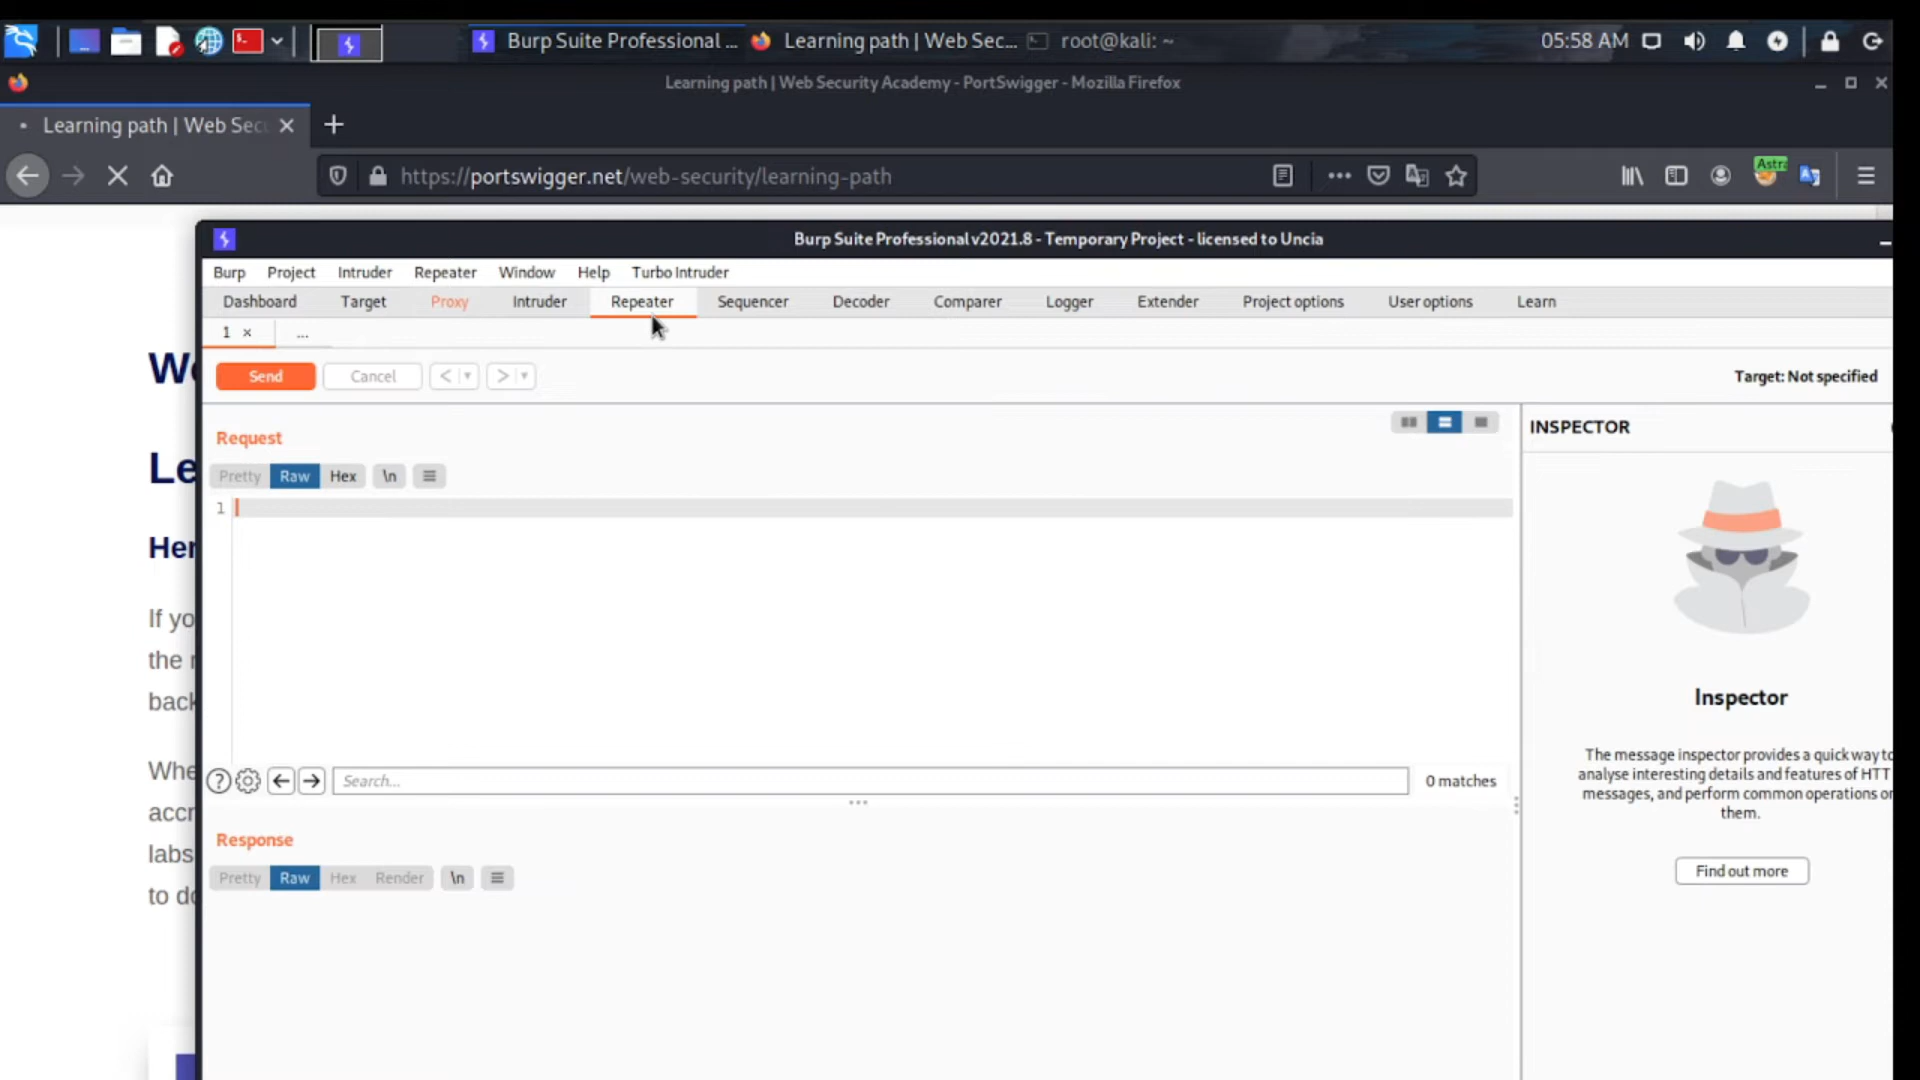 Burp Suite Professional ...
Learning path | Web Sec...
root@kali: ~
05:58 AM
Learning path | Web Security Academy - PortSwigger - Mozilla Firefox
Learning path | Web Sec
https://portswigger.net/web-security/learning-path
Astra
Burp Suite Professional v2021.8 - Temporary Project - licensed to Uncia
Burp Project Intruder Repeater Window Help Turbo Intruder
Dashboard Target Proxy Intruder Repeater Sequencer Decoder Comparer Logger Extender Project options User options Learn
1 × ...
Send Cancel < >
Target: Not specified
We
Le
Her
If yo
the r
back
Whe
accr
labs
to do
Request
Pretty Raw Hex \n
1
Search...
0 matches
Response
Pretty Raw Hex Render \n
INSPECTOR
Inspector
The message inspector provides a quick way to
analyse interesting details and features of HTT
messages, and perform common operations on
them.
Find out more